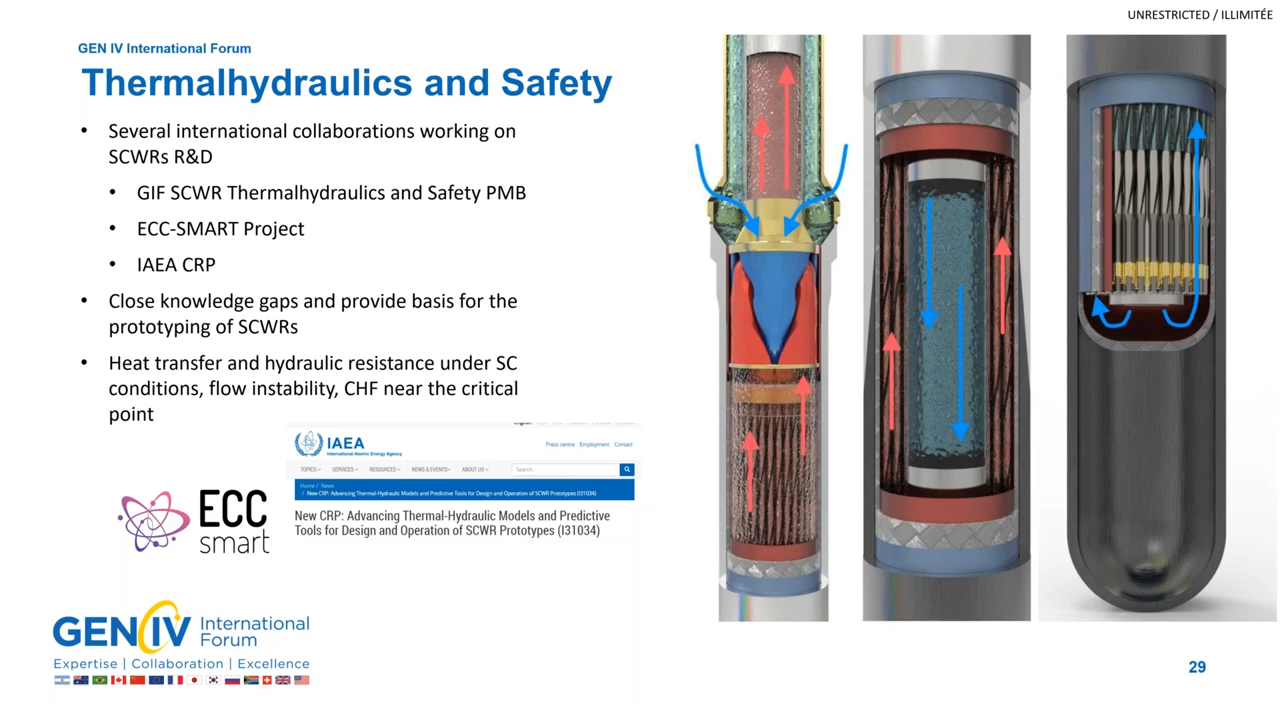 UNRESTRICTED / ILLIMITÉE
GEN IV International Forum
Thermalhydraulics and Safety
• Several international collaborations working on
SCWRs R&D
• GIF SCWR Thermalhydraulics and Safety PMB
• ECC-SMART Project
• IAEA CRP
• Close knowledge gaps and provide basis for the
prototyping of SCWRs
• Heat transfer and hydraulic resistance under SC
conditions, flow instability, CHF near the critical
point
English
IAEA
International Atomic Energy Agency
Press centre Employment Contact
TOPICS SERVICES RESOURCES NEWS & EVENTS ABOUT US Search
Home / News
/ New CRP: Advancing Thermal-Hydraulic Models and Predictive Tools for Design and Operation of SCWR Prototypes (I31034)
New CRP: Advancing Thermal-Hydraulic Models and Predictive
Tools for Design and Operation of SCWR Prototypes (I31034)
ECC
smart
GEN IV International
Forum
Expertise | Collaboration | Excellence
29